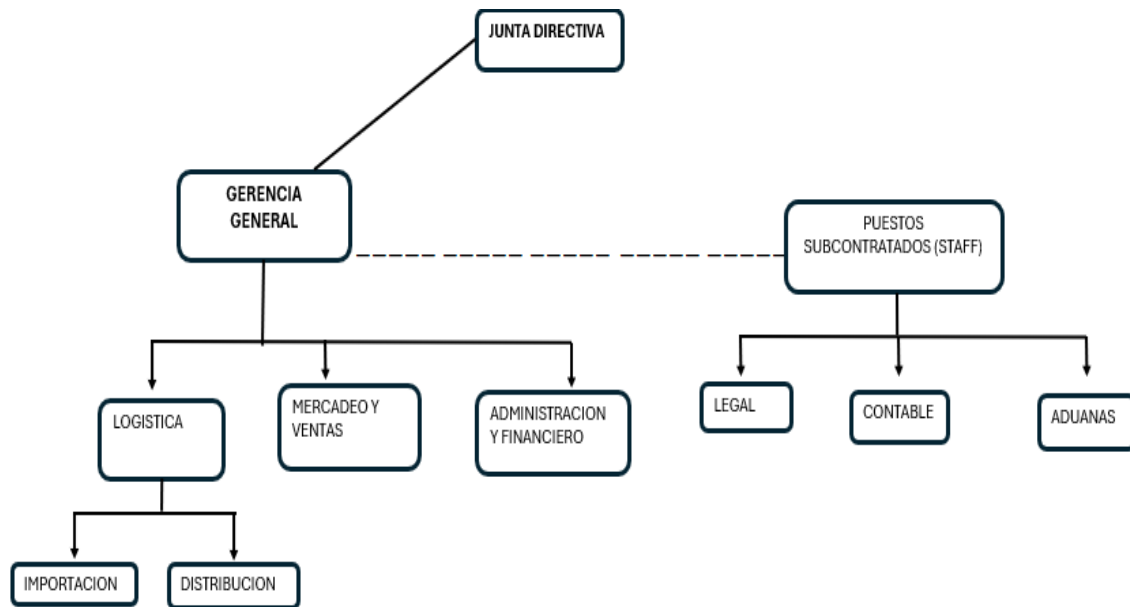 JUNTA DIRECTIVA
GERENCIA
GENERAL
PUESTOS
SUBCONTRATADOS (STAFF)
LOGISTICA
MERCADEO Y
VENTAS
ADMINISTRACION
Y FINANCIERO
LEGAL
CONTABLE
ADUANAS
IMPORTACION
DISTRIBUCION